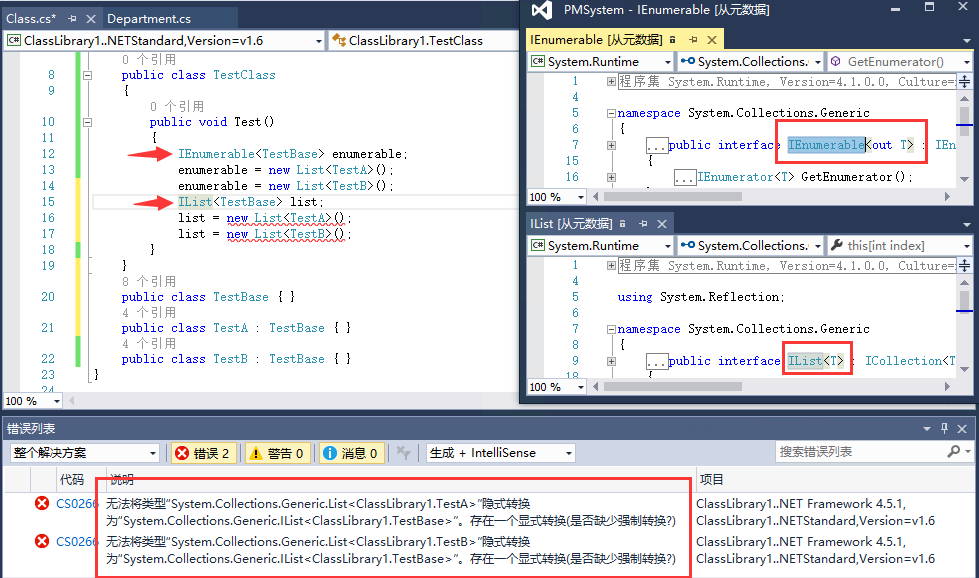 Class.cs*
Department.cs
ClassLibrary1..NETStandard,Version=v1.6
ClassLibrary1.TestClass
0 个引用
8 public class TestClass
9 {
0 个引用
10 public void Test()
11 {
12 IEnumerable<TestBase> enumerable;
13 enumerable = new List<TestA>();
14 enumerable = new List<TestB>();
15 IList<TestBase> list;
16 list = new List<TestA>();
17 list = new List<TestB>();
18 }
19 }
8 个引用
20 public class TestBase { }
4 个引用
21 public class TestA : TestBase { }
4 个引用
22 public class TestB : TestBase { }
23 }
24
100 %
PMSystem - IEnumerable [从元数据]
IEnumerable [从元数据]
System.Runtime
System.Collections.
GetEnumerator()
1 程序集 System.Runtime, Version=4.1.0.0, Culture=
4
5 namespace System.Collections.Generic
6 {
7 ...public interface IEnumerable<out T> : IEn
15 {
16 ...IEnumerator<T> GetEnumerator();
100 %
IList [从元数据]
System.Runtime
System.Collections.
this[int index]
1 程序集 System.Runtime, Version=4.1.0.0, Culture=
4
5 using System.Reflection;
6
7 namespace System.Collections.Generic
8 {
9 ...public interface IList<T> : ICollection<T
18 {
100 %
错误列表
整个解决方案
错误 2
警告 0
消息 0
生成 + IntelliSense
搜索错误列表
代码
说明
项目
CS0266
无法将类型“System.Collections.Generic.List<ClassLibrary1.TestA>”隐式转换
为“System.Collections.Generic.IList<ClassLibrary1.TestBase>”。存在一个显式转换(是否缺少强制转换?)
ClassLibrary1..NET Framework 4.5.1,
ClassLibrary1..NETStandard,Version=v1.6
CS0266
无法将类型“System.Collections.Generic.List<ClassLibrary1.TestB>”隐式转换
为“System.Collections.Generic.IList<ClassLibrary1.TestBase>”。存在一个显式转换(是否缺少强制转换?)
ClassLibrary1..NET Framework 4.5.1,
ClassLibrary1..NETStandard,Version=v1.6